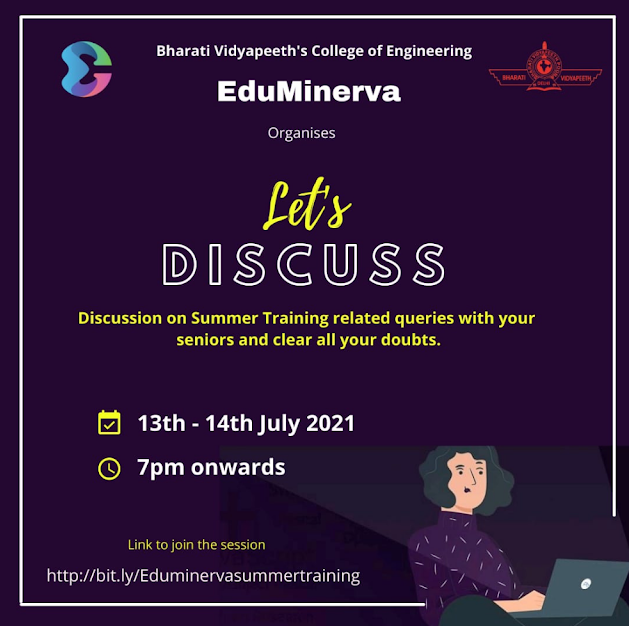 Bharati Vidyapeeth's College of Engineering
BHARATI VIDYAPEETH
EduMinerva
Organises
Let's
DISCUSS
Discussion on Summer Training related queries with your
seniors and clear all your doubts.
13th - 14th July 2021
7pm onwards
Link to join the session
http://bit.ly/Eduminervasummertraining